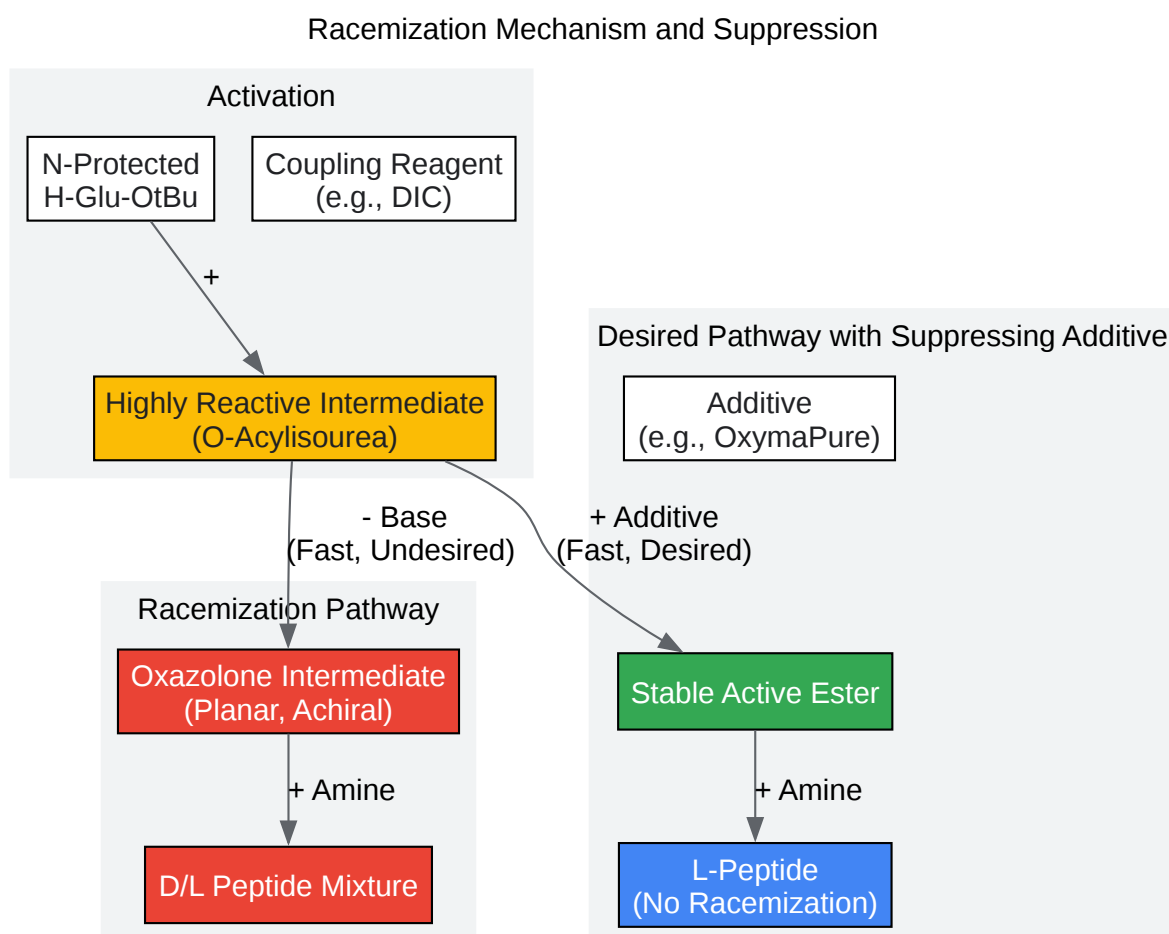 Racemization Mechanism and Suppression
Activation
N-Protected
H-Glu-OtBu
Coupling Reagent
(e.g., DIC)
+
Highly Reactive Intermediate
(O-Acylisourea)
Desired Pathway with Suppressing Additive
Additive
(e.g., OxymaPure)
- Base
(Fast, Undesired)
+ Additive
(Fast, Desired)
Racemization Pathway
Oxazolone Intermediate
(Planar, Achiral)
Stable Active Ester
+ Amine
+ Amine
D/L Peptide Mixture
L-Peptide
(No Racemization)